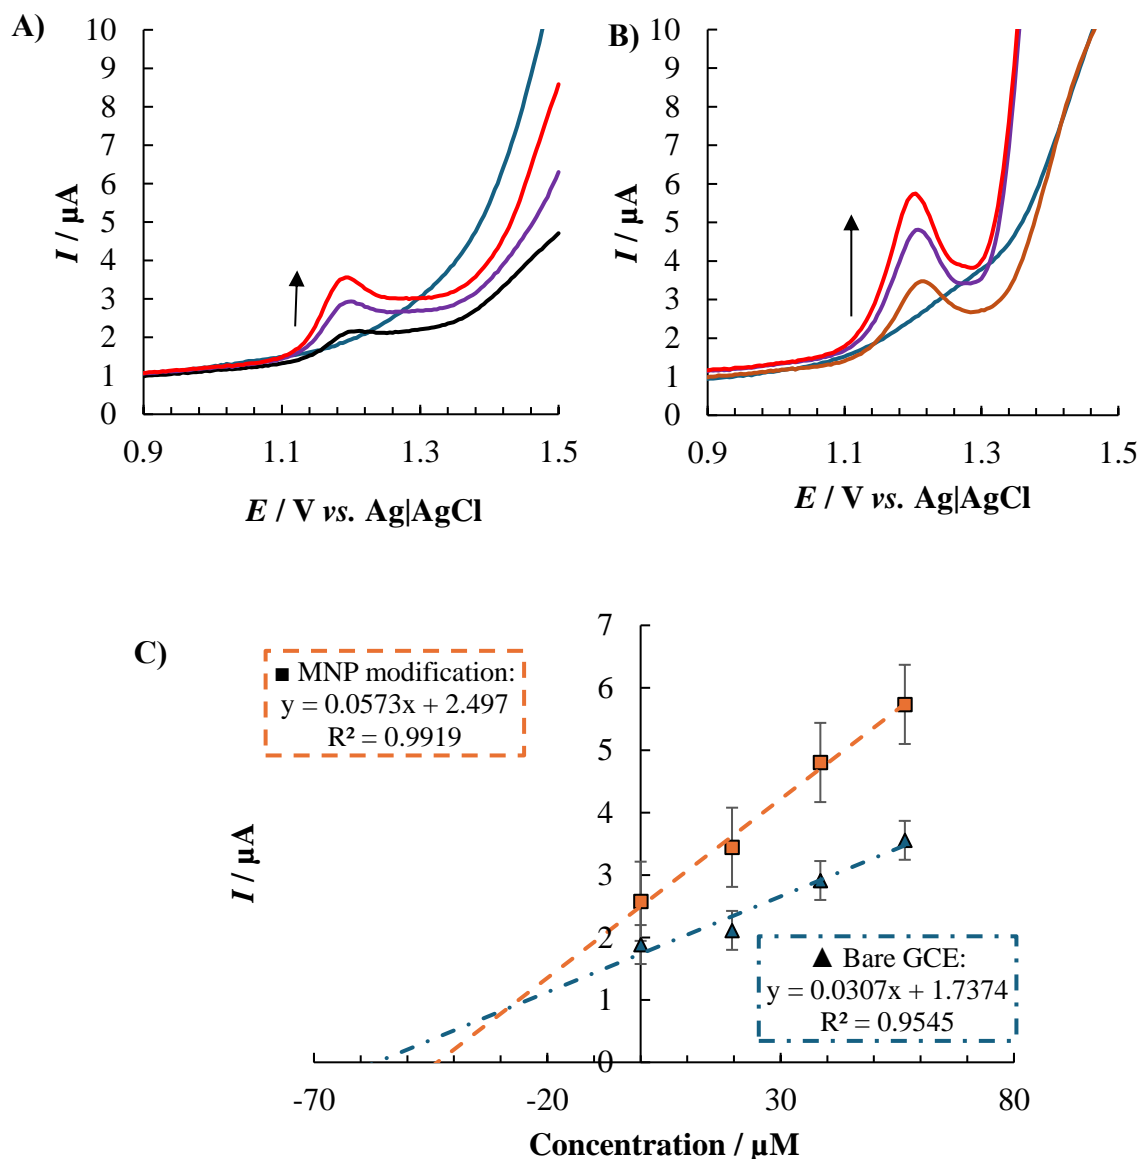 A)
10
9
8
7
6
5
4
3
2
1
0
I / µA
0.9 1.1 1.3 1.5
E / V vs. Ag|AgCl
B)
10
9
8
7
6
5
4
3
2
1
0
I / µA
0.9 1.1 1.3 1.5
E / V vs. Ag|AgCl
C)
■ MNP modification:
y = 0.0573x + 2.497
R² = 0.9919
7
6
5
4
3
2
1
0
I / µA
▲ Bare GCE:
y = 0.0307x + 1.7374
R² = 0.9545
-70 -20 30 80
Concentration / µM